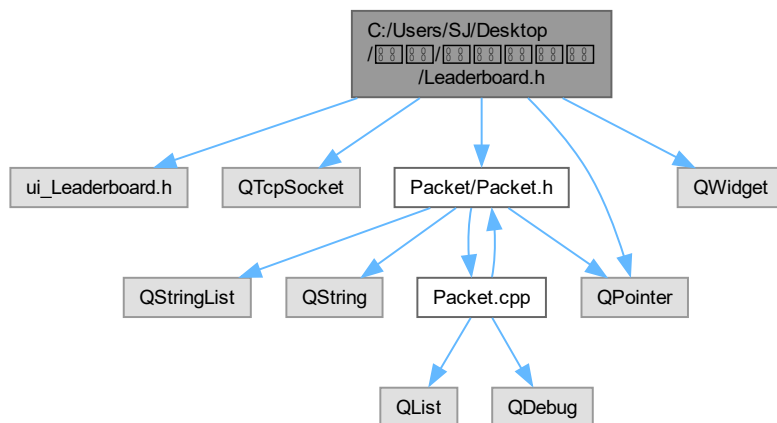 C:/Users/SJ/Desktop
/Leaderboard.h
ui_Leaderboard.h
QTcpSocket
Packet/Packet.h
QWidget
QStringList
QString
Packet.cpp
QPointer
QList
QDebug